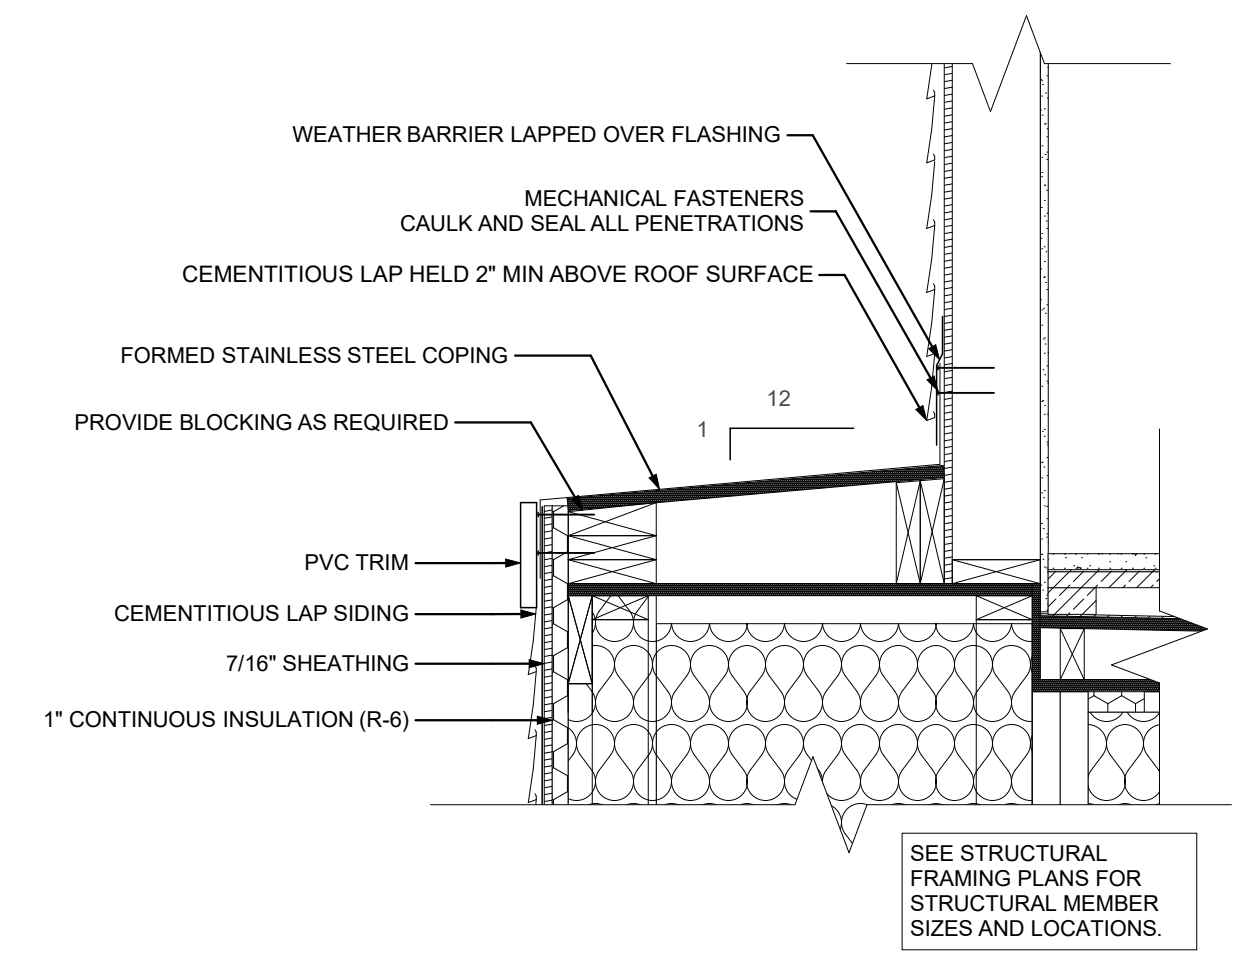 WEATHER BARRIER LAPPED OVER FLASHING
MECHANICAL FASTENERS
CAULK AND SEAL ALL PENETRATIONS
CEMENTITIOUS LAP HELD 2" MIN ABOVE ROOF SURFACE
FORMED STAINLESS STEEL COPING
12
1
PROVIDE BLOCKING AS REQUIRED
PVC TRIM
CEMENTITIOUS LAP SIDING
7/16" SHEATHING
1" CONTINUOUS INSULATION (R-6)
SEE STRUCTURAL
FRAMING PLANS FOR
STRUCTURAL MEMBER
SIZES AND LOCATIONS.